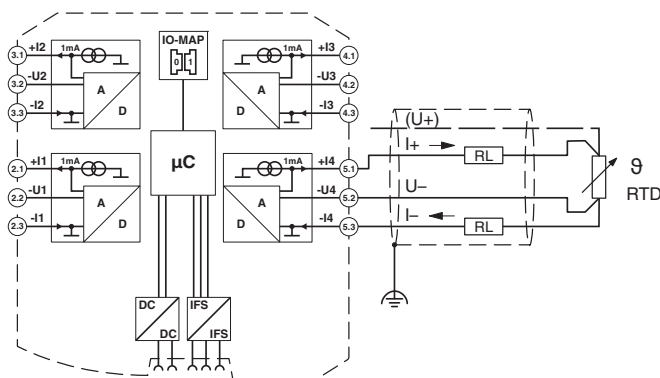 IO-MAP
0 1
3.1 +I2 1mA
3.2 -U2
3.3 -I2
A
D
1mA +I3 4.1
-U3 4.2
-I3 4.3
A
D
µC
2.1 +I1 1mA
2.2 -U1
2.3 -I1
A
D
1mA +I4 5.1
-U4 5.2
-I4 5.3
A
D
(U+)
I+ RL
U–
I– RL
ϑ
RTD
DC
DC
IFS
IFS